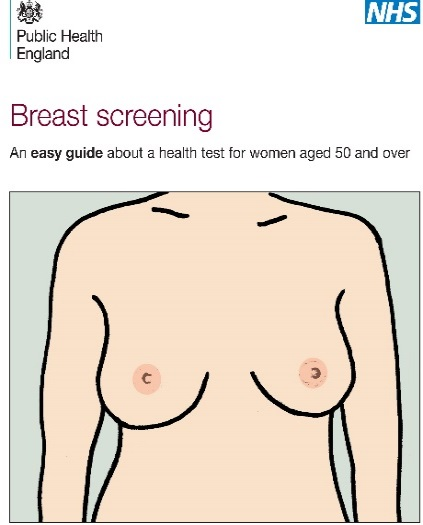 NHS
Public Health
England
Breast screening
An easy guide about a health test for women aged 50 and over